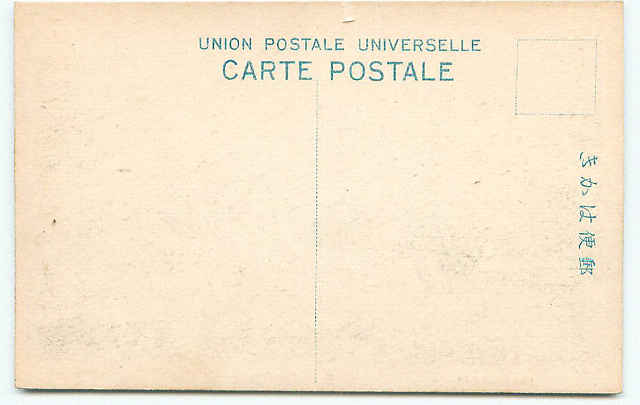 UNION POSTALE UNIVERSELLE
CARTE POSTALE
きかは便郵